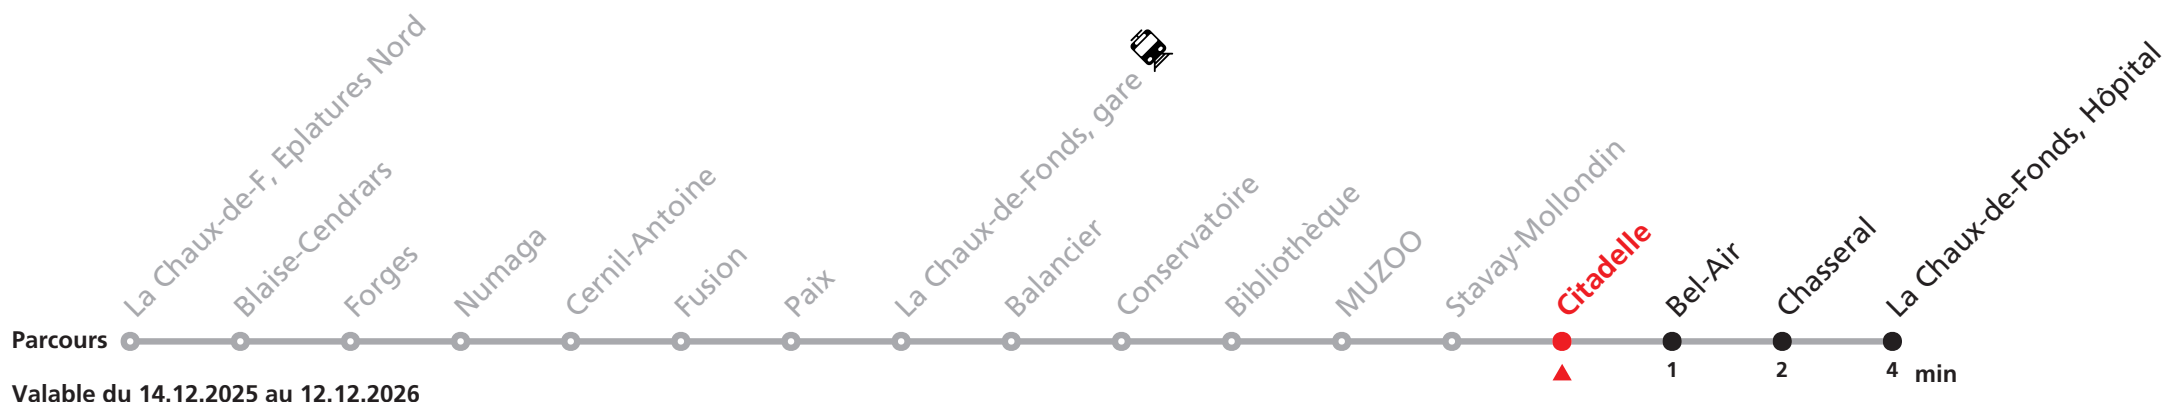 La Chaux-de-F, Eplatures Nord
Blaise-Cendrars
Forges
Numaga
Cernil-Antoine
Fusion
Paix
La Chaux-de-Fonds, gare
Balancier
Conservatoire
Bibliothèque
MUZOO
Stavay-Mollondin
Citadelle
Bel-Air
Chasseral
La Chaux-de-Fonds, Hôpital
Parcours
1 2 4 min
Valable du 14.12.2025 au 12.12.2026